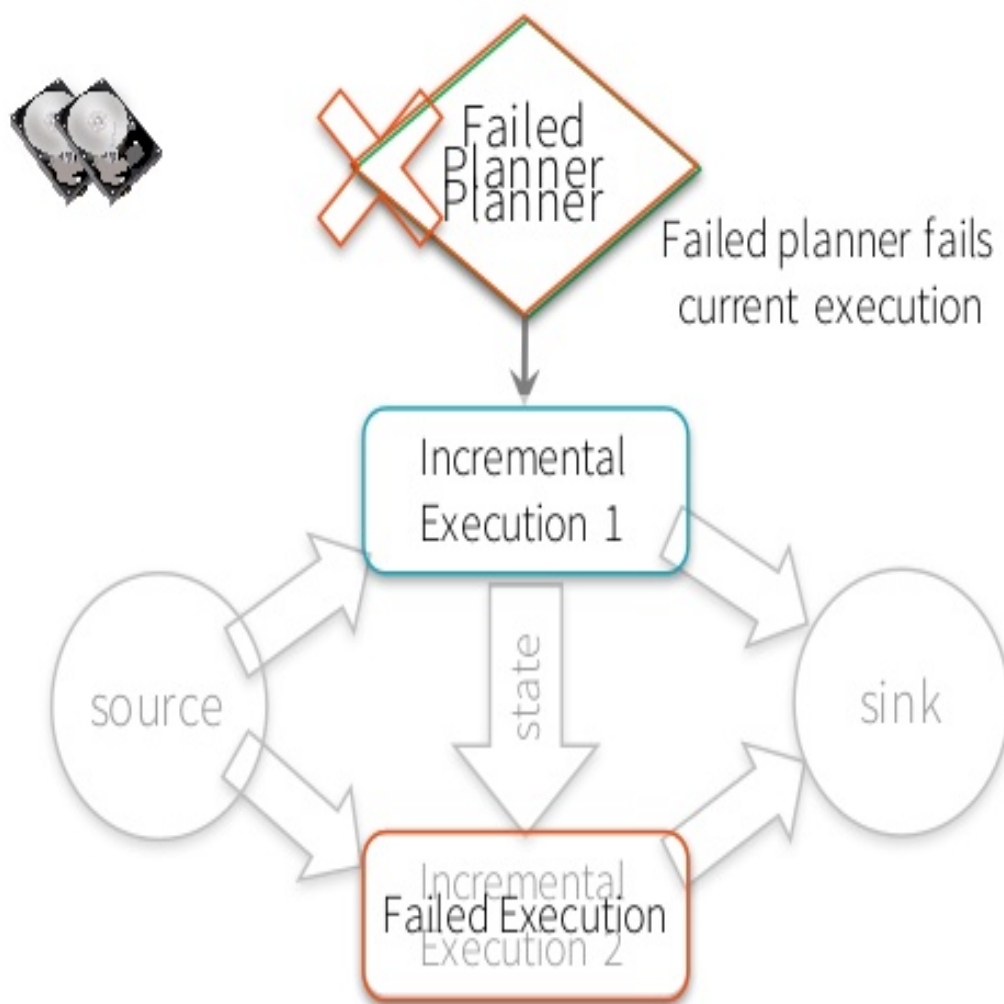 Failed
Planner
Planner
Failed planner fails
current execution
Incremental
Execution 1
source
state
sink
Incremental
Failed Execution
Execution 2